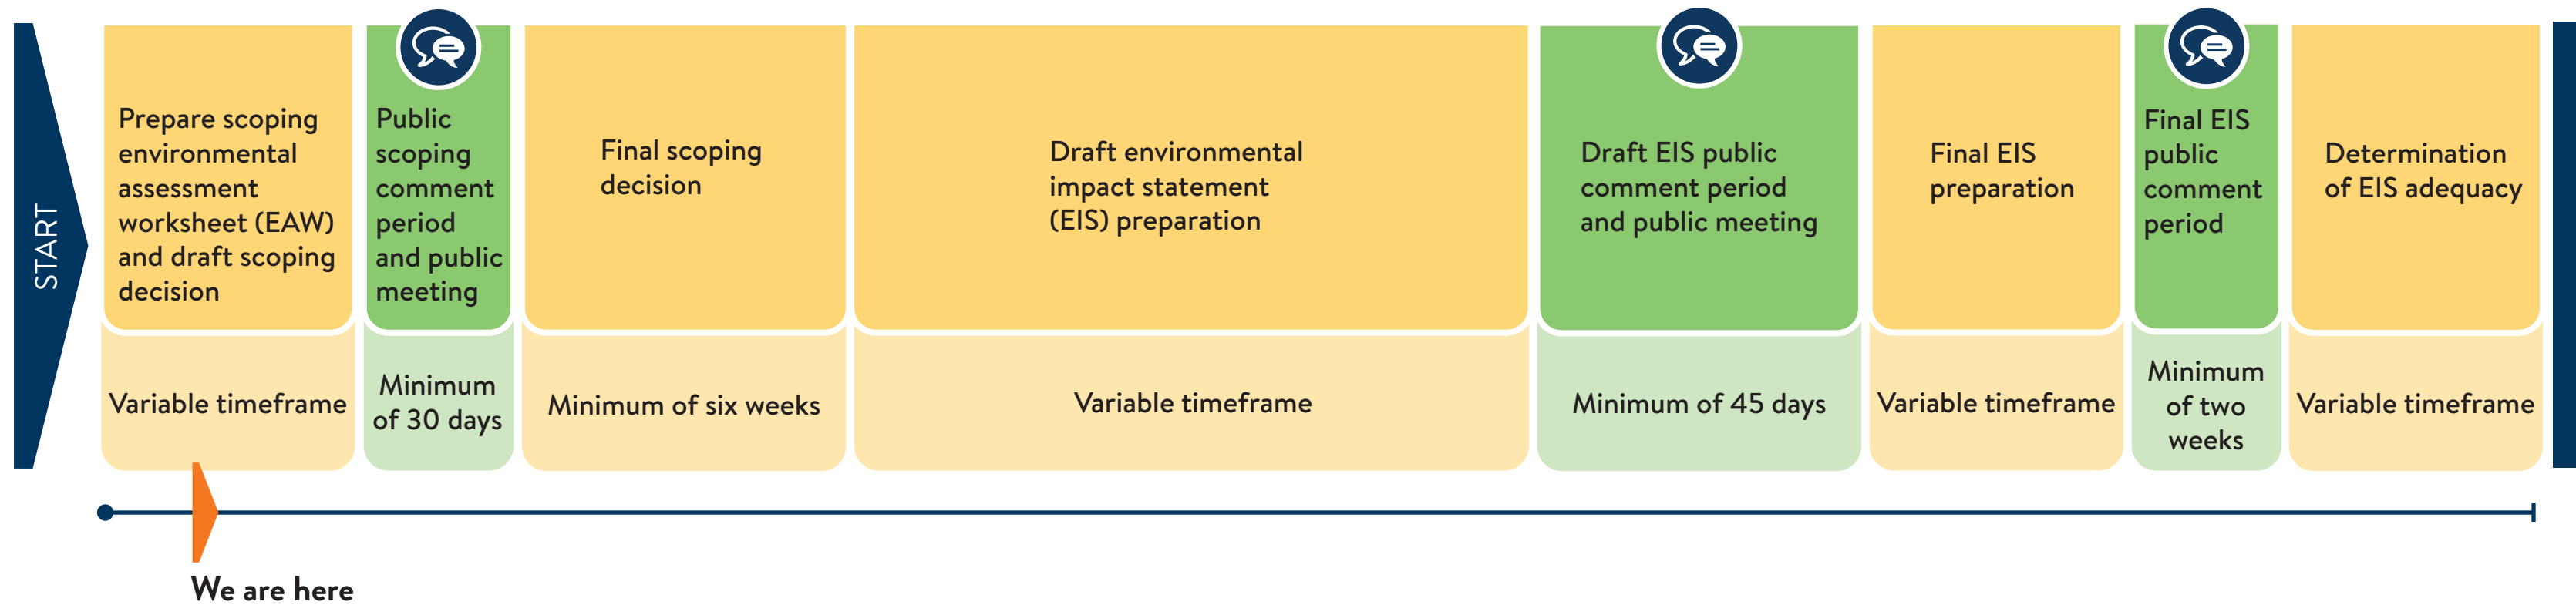 START
Prepare scoping
environmental
assessment
worksheet (EAW)
and draft scoping
decision
Variable timeframe
Public
scoping
comment
period
and public
meeting
Minimum
of 30 days
Final scoping
decision
Minimum of six weeks
Draft environmental
impact statement
(EIS) preparation
Variable timeframe
Draft EIS public
comment period
and public meeting
Minimum of 45 days
Final EIS
preparation
Variable timeframe
Final EIS
public
comment
period
Minimum
of two
weeks
Determination
of EIS adequacy
Variable timeframe
We are here